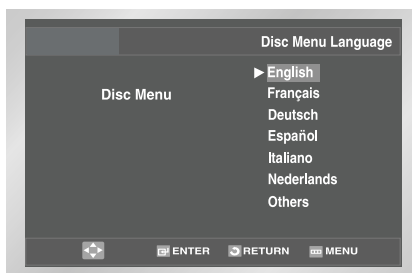 Disc Menu Language
Disc Menu
► English
Français
Deutsch
Español
Italiano
Nederlands
Others
ENTER RETURN MENU